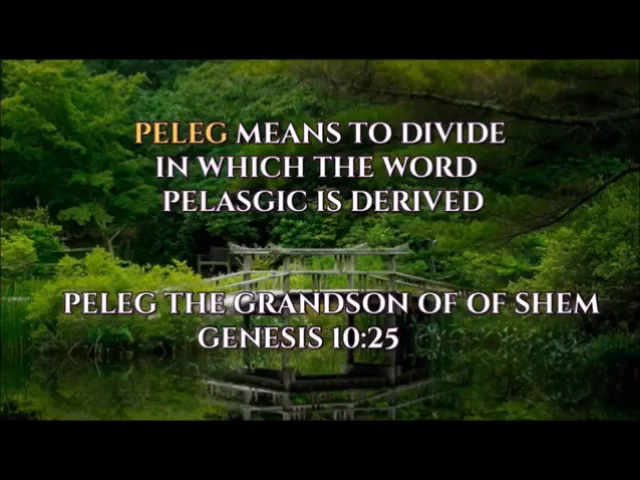 PELEG MEANS TO DIVIDE
IN WHICH THE WORD
PELASGIC IS DERIVED
PELEG THE GRANDSON OF OF SHEM
GENESIS 10:25